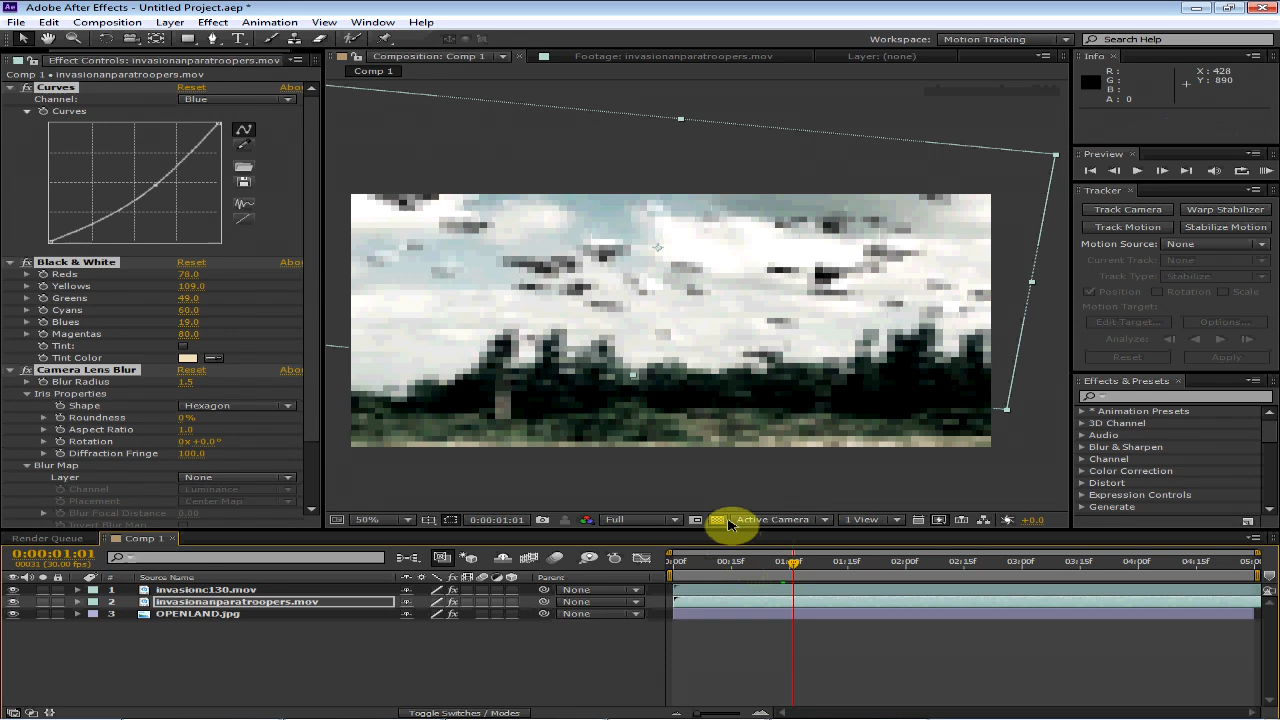 Adobe After Effects - Untitled Project.aep *
File Edit Composition Layer Effect Animation View Window Help
Workspace: Motion Tracking
Search Help
Effect Controls: invasionanparatroopers.mov
Comp 1 • invasionanparatroopers.mov
Curves Reset Abou
Channel: Blue
Curves
Black & White Reset Abou
Reds 78.0
Yellows 109.0
Greens 49.0
Cyans 60.0
Blues 19.0
Magentas 80.0
Tint:
Tint Color
Camera Lens Blur Reset Abou
Blur Radius 1.5
Iris Properties
Shape Hexagon
Roundness 0%
Aspect Ratio 1.0
Rotation 0x+0.0°
Diffraction Fringe 100.0
Blur Map
Layer None
Channel Luminance
Placement Center Map
Blur Focal Distance 0.00
Invert Blur Map
Composition: Comp 1
Footage: invasionanparatroopers.mov
Layer: (none)
Comp 1
50%
0:00:01:01
Full
Active Camera
1 View
+0.0
Info
R :
G :
B :
A : 0
X : 428
Y : 890
Preview
Tracker
Track Camera Warp Stabilizer
Track Motion Stabilize Motion
Motion Source: None
Current Track: None
Track Type: Stabilize
Position Rotation Scale
Motion Target:
Edit Target... Options...
Analyze:
Reset Apply
Effects & Presets
* Animation Presets
3D Channel
Audio
Blur & Sharpen
Channel
Color Correction
Distort
Expression Controls
Generate
Render Queue
Comp 1
0:00:01:01
00031 (30.00 fps)
# Source Name
fx
Parent
1 invasionc130.mov fx None
2 invasionanparatroopers.mov fx None
3 OPENLAND.jpg fx None
:00f 00:15f 01:00f 01:15f 02:00f 02:15f 03:00f 03:15f 04:00f 04:15f 05:0
Toggle Switches / Modes